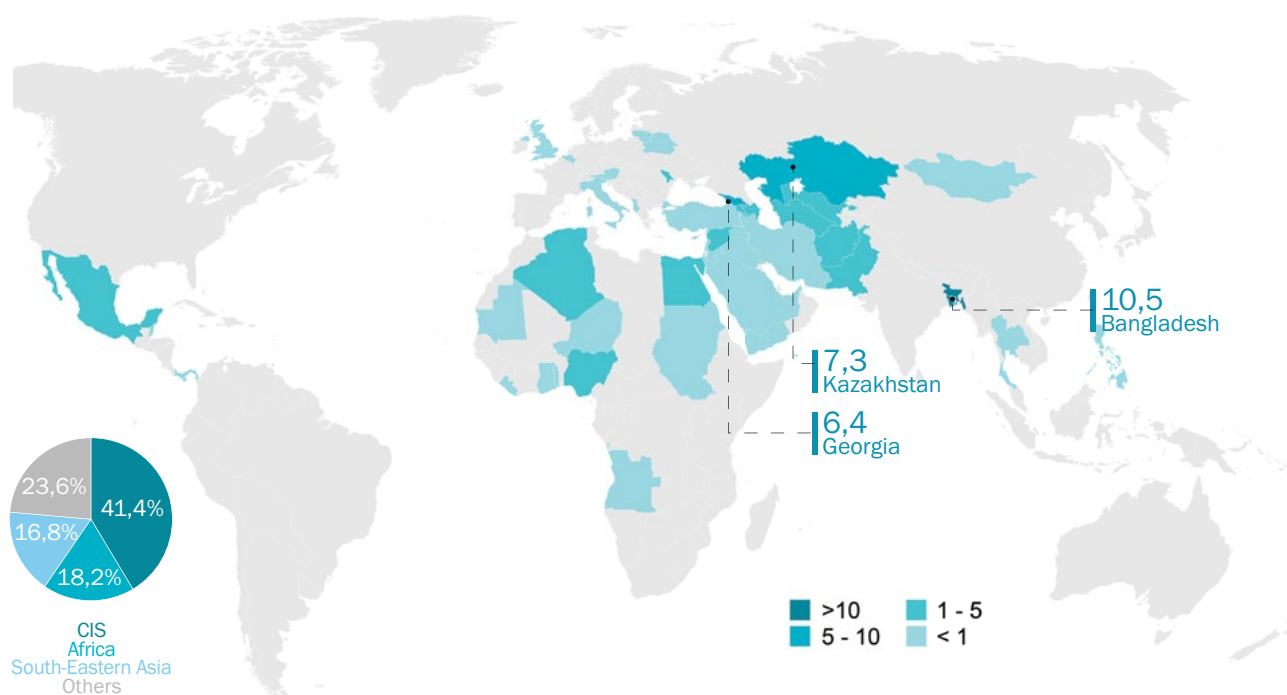 10,5
Bangladesh
7,3
Kazakhstan
6,4
Georgia
23,6%
41,4%
16,8%
18,2%
CIS
Africa
South-Eastern Asia
Others
>10
1 - 5
5 - 10
< 1